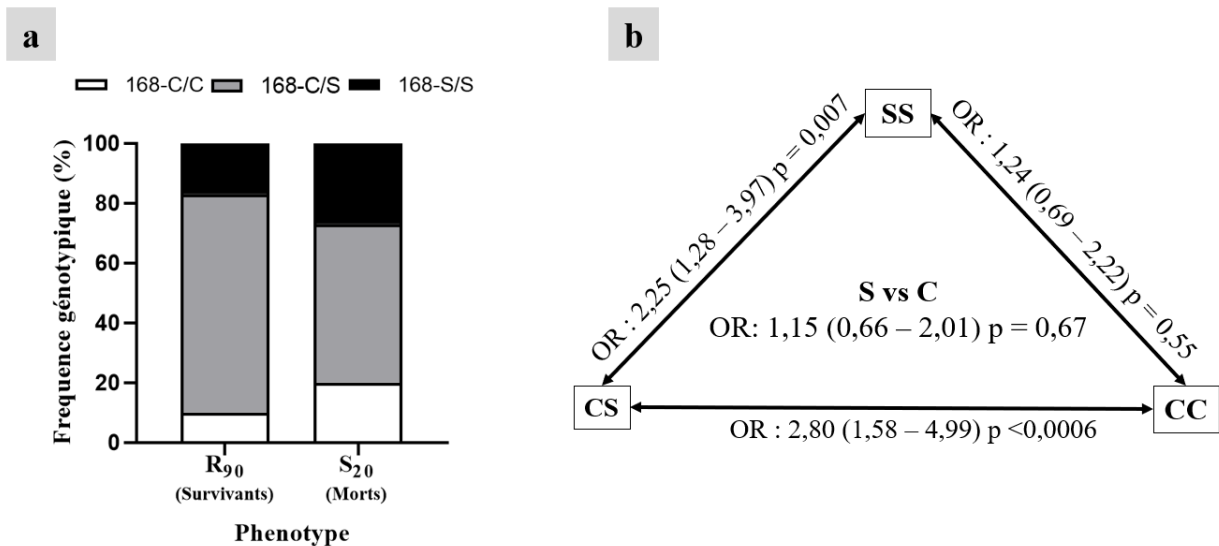 a
168-C/C 168-C/S 168-S/S
Frequence génotypique (%)
100
80
60
40
20
0
R90 S20
(Survivants) (Morts)
Phenotype
b
SS
OR : 2,25 (1,28 – 3,97) p = 0,007
OR : 1,24 (0,69 – 2,22) p = 0,55
S vs C
OR: 1,15 (0,66 – 2,01) p = 0,67
CS
CC
OR : 2,80 (1,58 – 4,99) p <0,0006